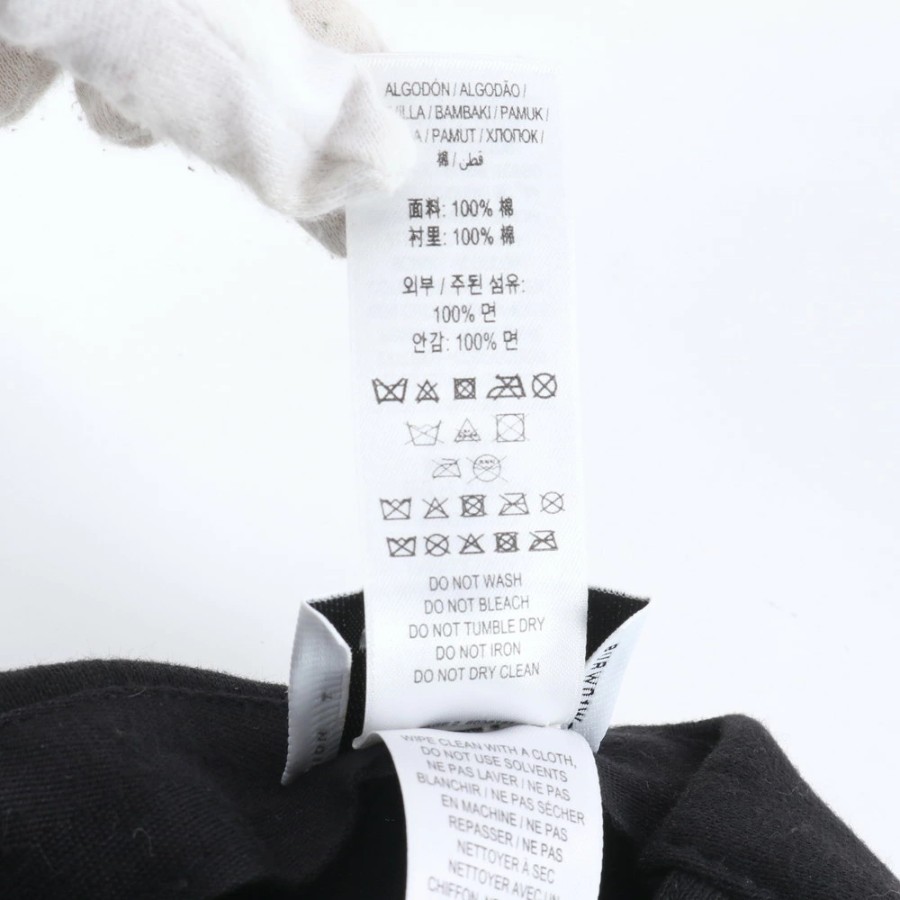 ALGODÓN / ALGODÃO /
/ BAMBAKI / PAMUK /
/ PAMUT / ХЛОПОК /
棉 / قطن
面料: 100% 棉
衬里: 100% 棉
외부 / 주된 섬유:
100% 면
안감: 100% 면
DO NOT WASH
DO NOT BLEACH
DO NOT TUMBLE DRY
DO NOT IRON
DO NOT DRY CLEAN
WIPE CLEAN WITH A CLOTH,
DO NOT USE SOLVENTS
NE PAS LAVER / NE PAS
BLANCHIR / NE PAS SÉCHER
EN MACHINE / NE PAS
REPASSER / NE PAS
NETTOYER À SEC
NETTOYER AVEC UN
CHIFFON,